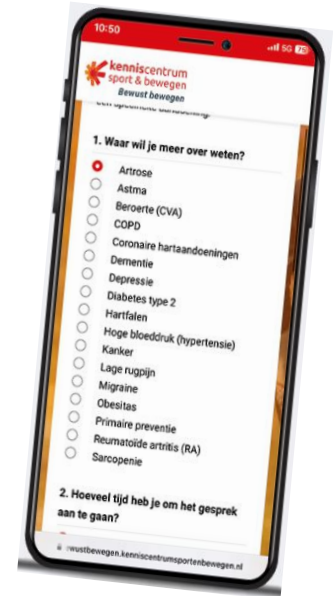 10:50
5G 79
kenniscentrum
sport & bewegen
Bewust bewegen
1. Waar wil je meer over weten?
Artrose
Astma
Beroerte (CVA)
COPD
Coronaire hartaandoeningen
Dementie
Depressie
Diabetes type 2
Hartfalen
Hoge bloeddruk (hypertensie)
Kanker
Lage rugpijn
Migraine
Obesitas
Primaire preventie
Reumatoïde artritis (RA)
Sarcopenie
2. Hoeveel tijd heb je om het gesprek
aan te gaan?
wustbewegen.kenniscentrumsportenbewegen.nl